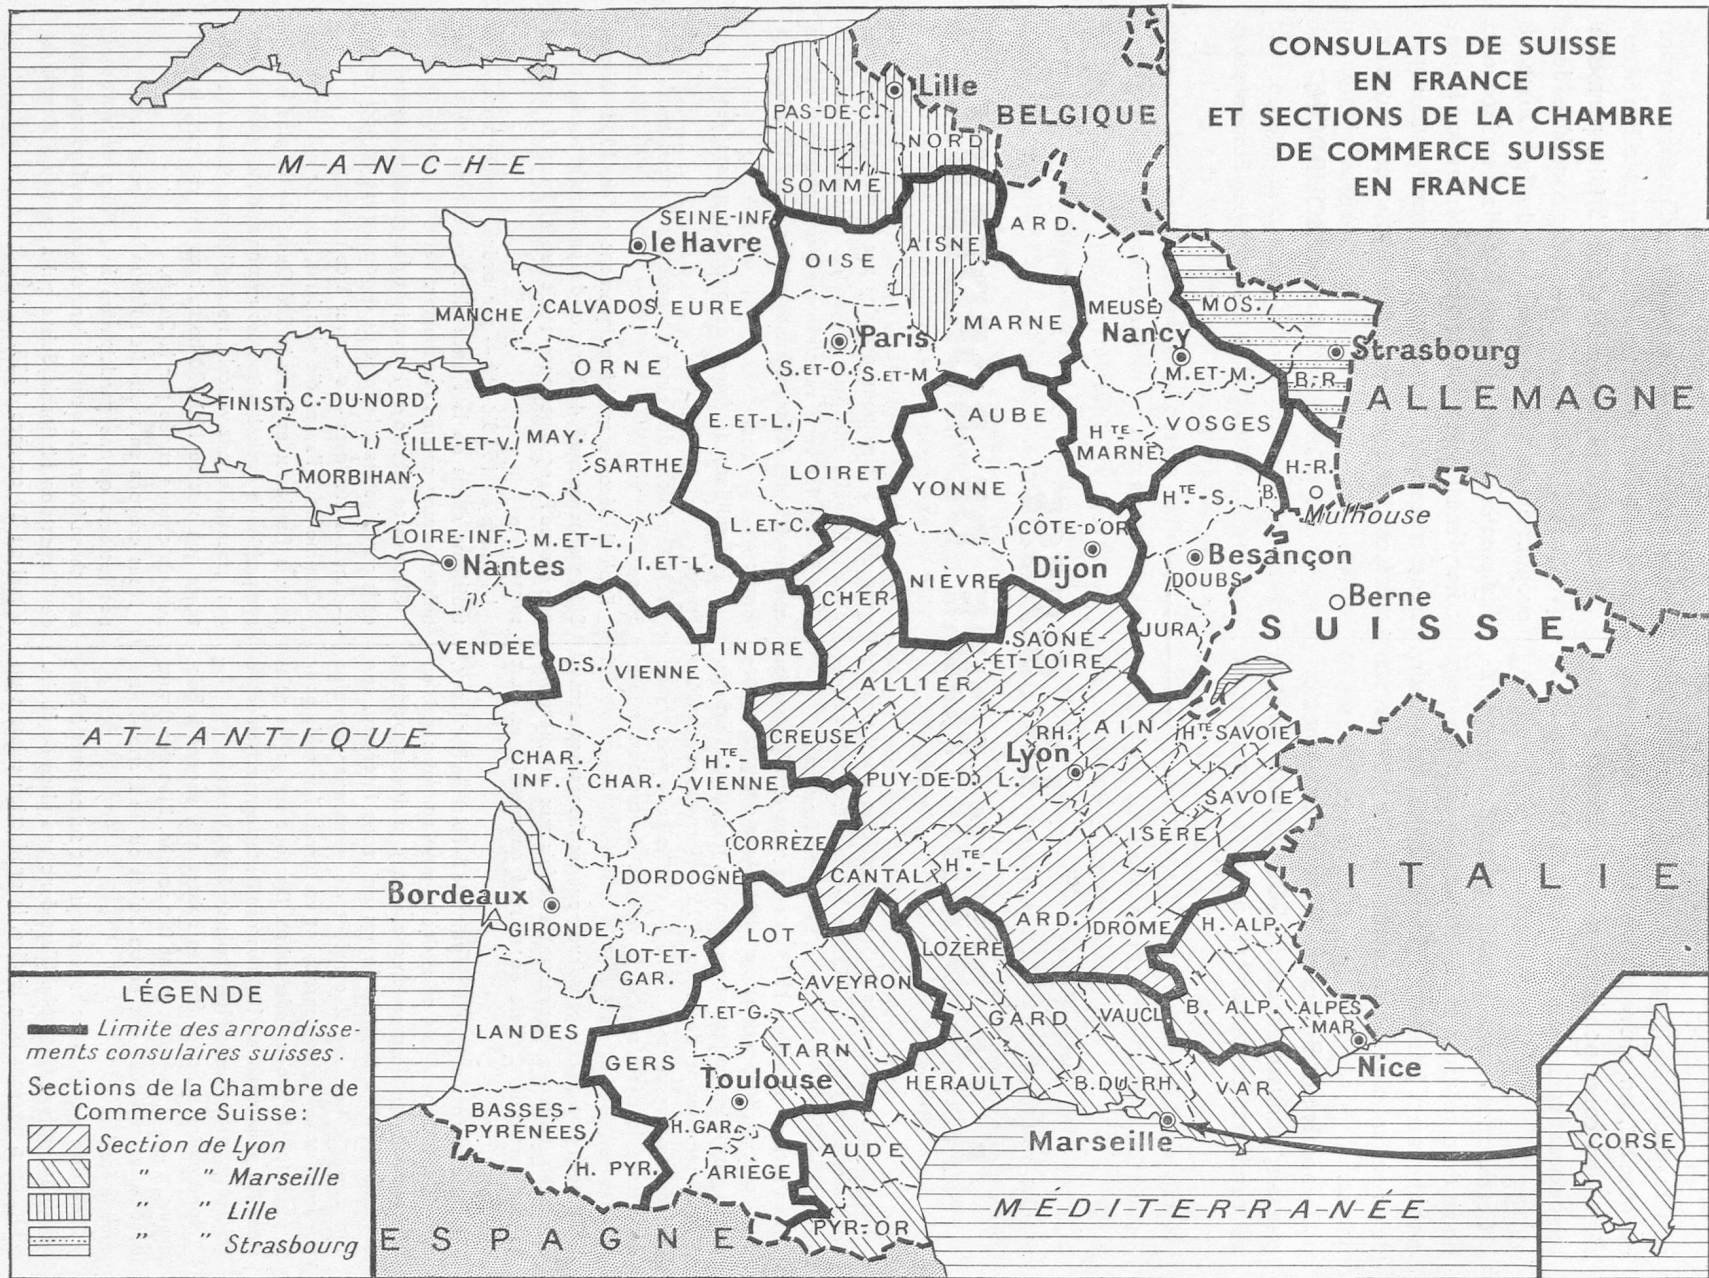 CONSULATS DE SUISSE
EN FRANCE
ET SECTIONS DE LA CHAMBRE
DE COMMERCE SUISSE
EN FRANCE
Lille
BELGIQUE
PAS-DE-C.
NORD
MANCHE
SOMME
SEINE-INF.
le Havre
ARD.
AISNE
OISE
MOS.
MANCHE
CALVADOS
EURE
MEUSE
MARNE
Nancy
Paris
Strasbourg
ORNE
S.ET-O.
S.ET-M
M.ET-M.
B.-R.
ALLEMAGNE
FINIST.
C.-DU-NORD
AUBE
E.ET-L.
VOSGES
ILLE-ET-V.
MAY.
HTE-
MARNE
SARTHE
LOIRET
H.-R.
MORBIHAN
YONNE
HTE.-S.
B.
Mulhouse
L.ET-C.
CÔTE-D'OR
LOIRE-INF.
M.ET-L.
Besançon
Nantes
I.ET-L.
Dijon
NIÈVRE
DOUBS
CHER
Berne
SUISSE
JURA
SAÔNE-
ET-LOIRE
VENDÉE
INDRE
D.-S.
VIENNE
ALLIER
ATLANTIQUE
CREUSE
RH.
AIN
HTE SAVOIE
CHAR.
INF.
CHAR.
HTE.-
VIENNE
Lyon
PUY-DE-D.
L.
SAVOIE
ISÈRE
CORRÈZE
HTE.-L.
CANTAL
DORDOGNE
ITALIE
Bordeaux
ARD.
DRÔME
H. ALP.
GIRONDE
LOT
LOZÈRE
LOT-ET-
GAR.
AVEYRON
T.ET-G.
GARD
VAUCL.
B. ALP.
ALPES
MAR.
LANDES
TARN
GERS
Nice
Toulouse
HÉRAULT
B.DU-RH.
VAR
BASSES-
PYRÉNÉES
H.GAR.
AUDE
Marseille
CORSE
H. PYR.
ARIÈGE
MÉDITERRANÉE
PYR.-OR
ESPAGNE
LÉGENDE
Limite des arrondisse-
ments consulaires suisses.
Sections de la Chambre de
Commerce Suisse:
Section de Lyon
" " Marseille
" " Lille
" " Strasbourg